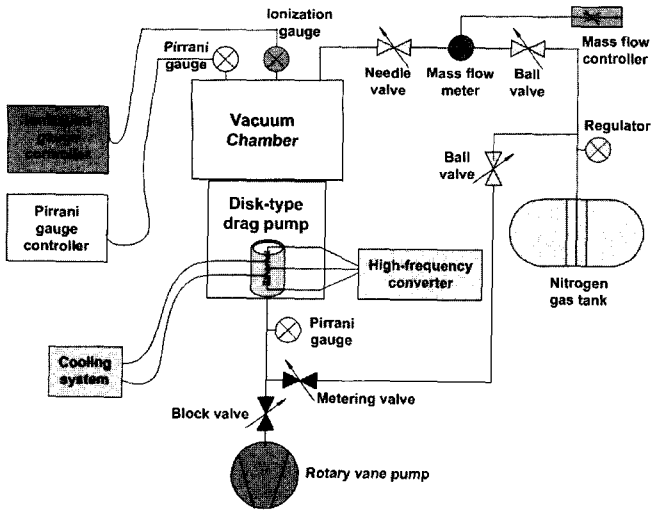 Ionization
gauge
Pirrani
gauge
Needle
valve
Mass flow
meter
Ball
valve
Mass flow
controller
Vacuum
Chamber
controller
Regulator
Ball
valve
Pirrani
gauge
controller
Disk-type
drag pump
High-frequency
converter
Nitrogen
gas tank
Pirrani
gauge
Cooling
system
Metering valve
Block valve
Rotary vane pump